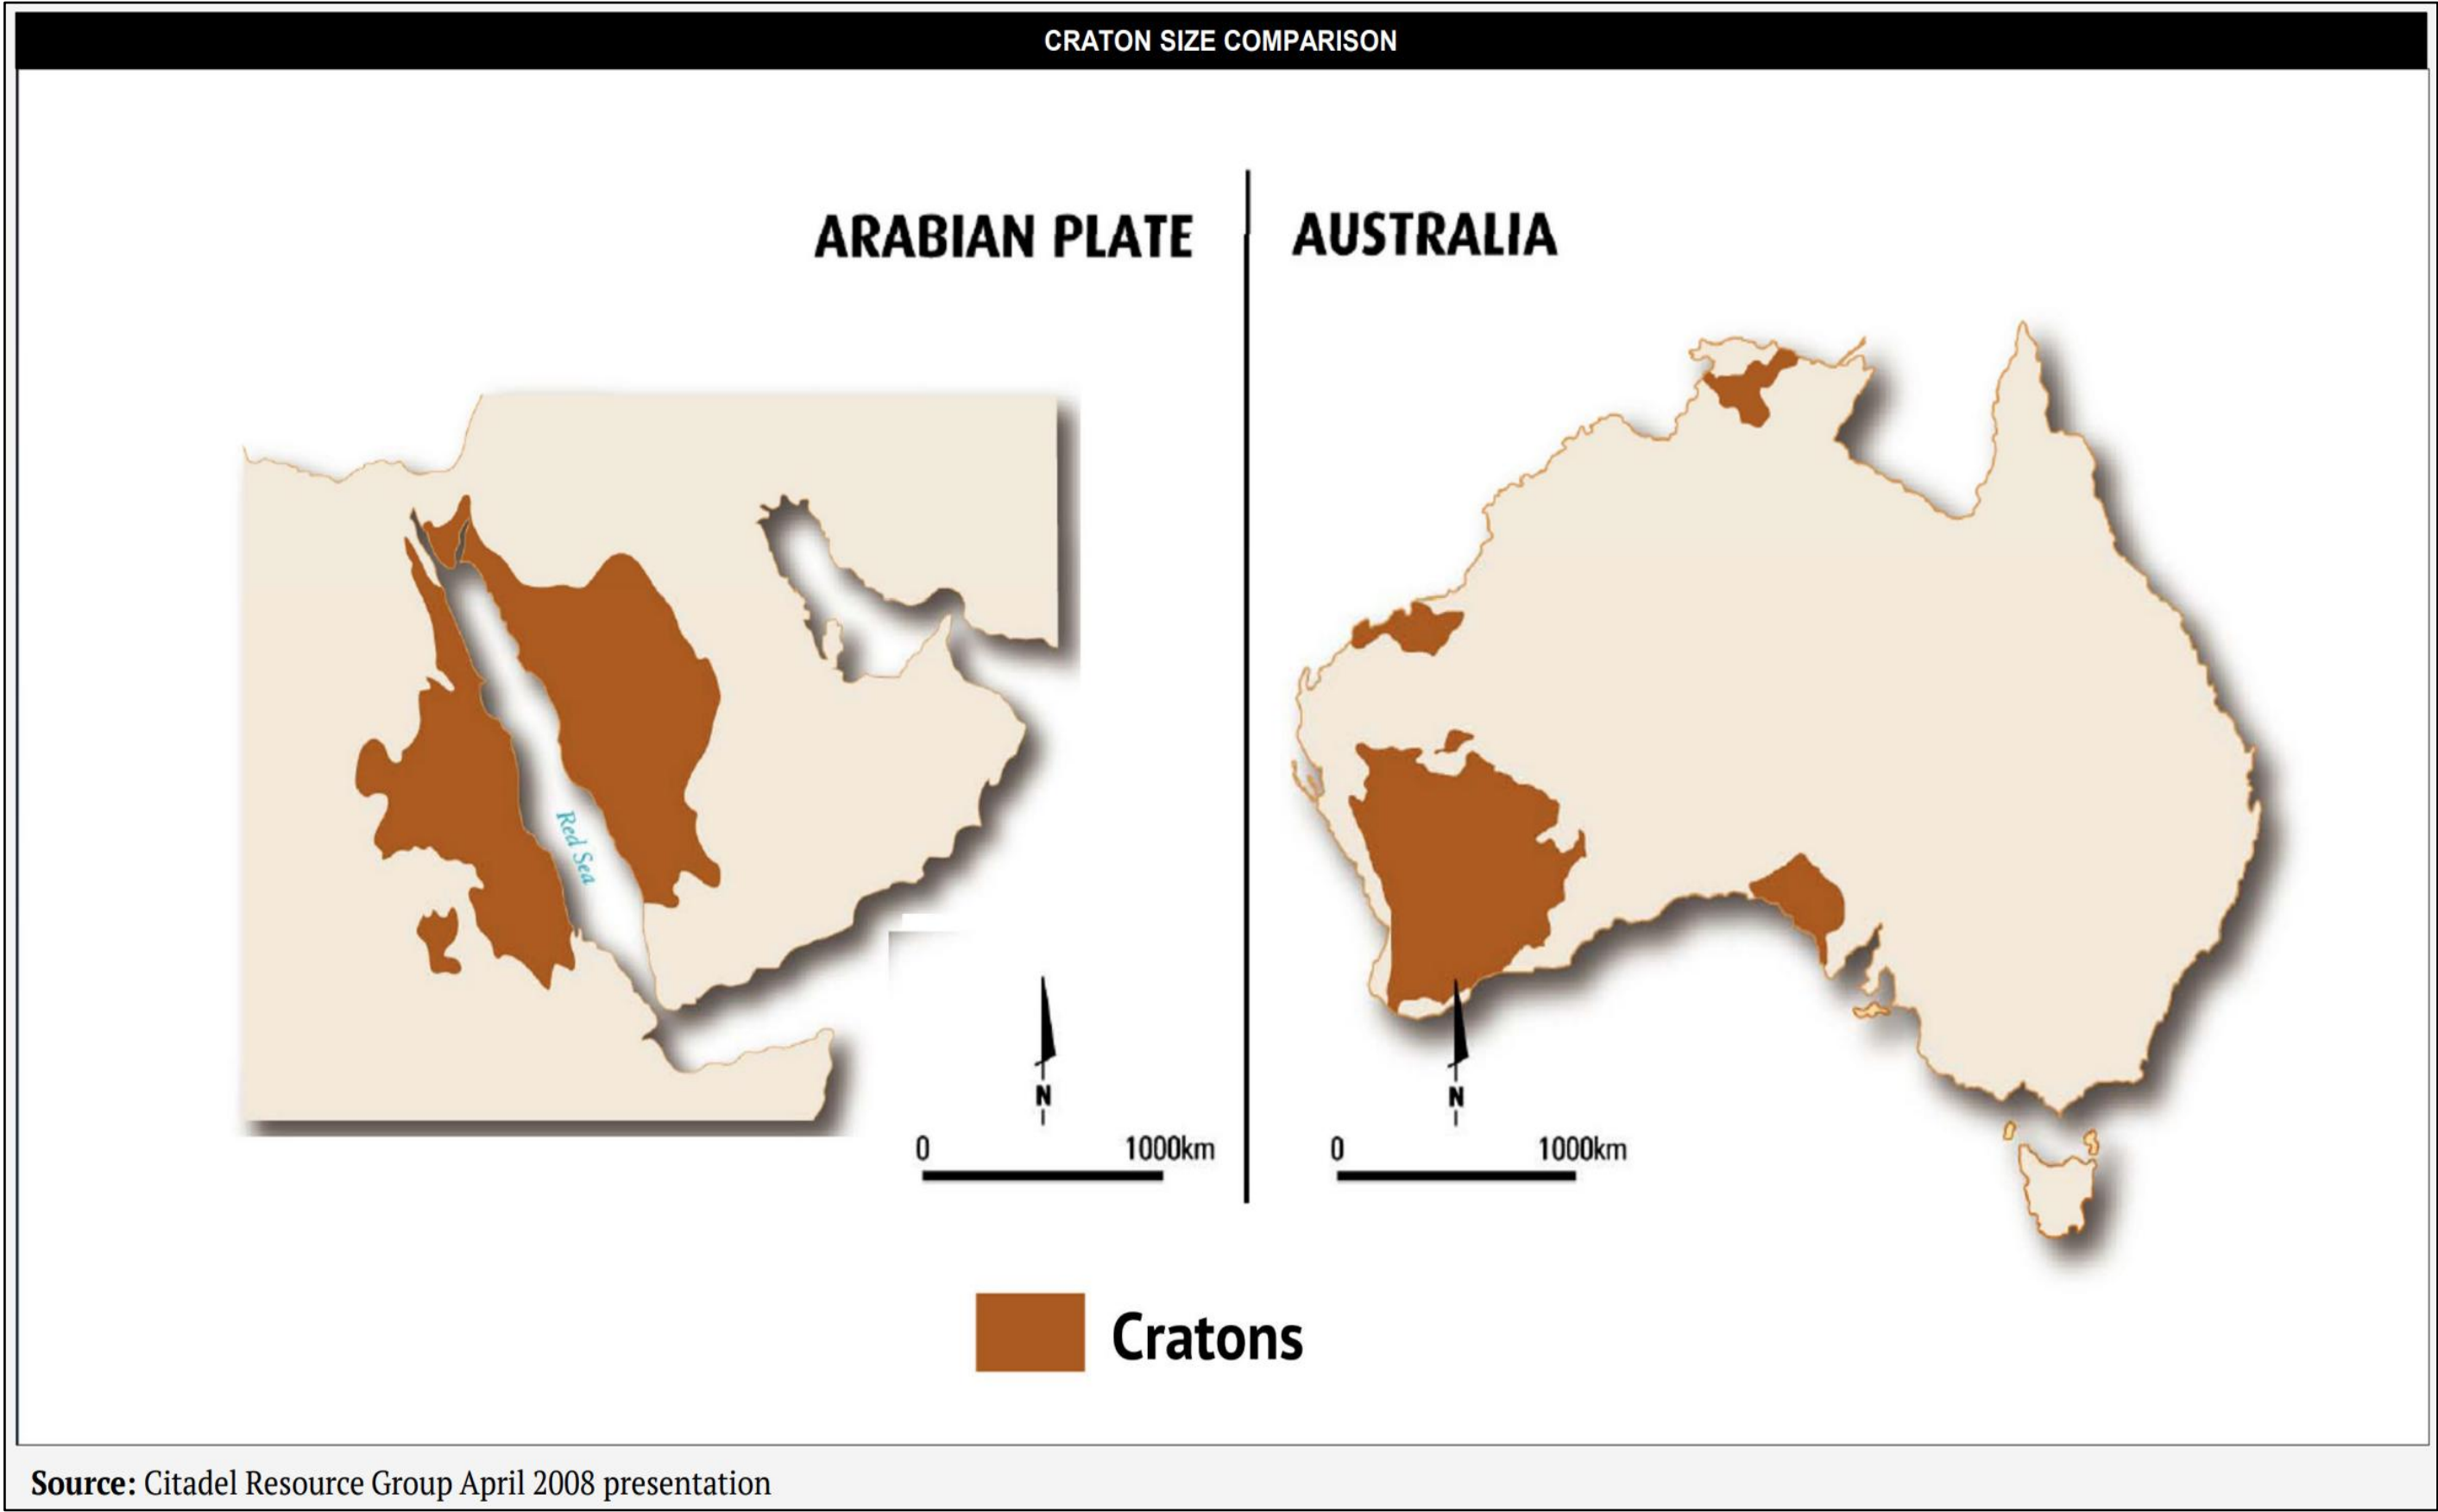 CRATON SIZE COMPARISON
ARABIAN PLATE
AUSTRALIA
Red Sea
N
0 1000km
N
0 1000km
Cratons
Source: Citadel Resource Group April 2008 presentation